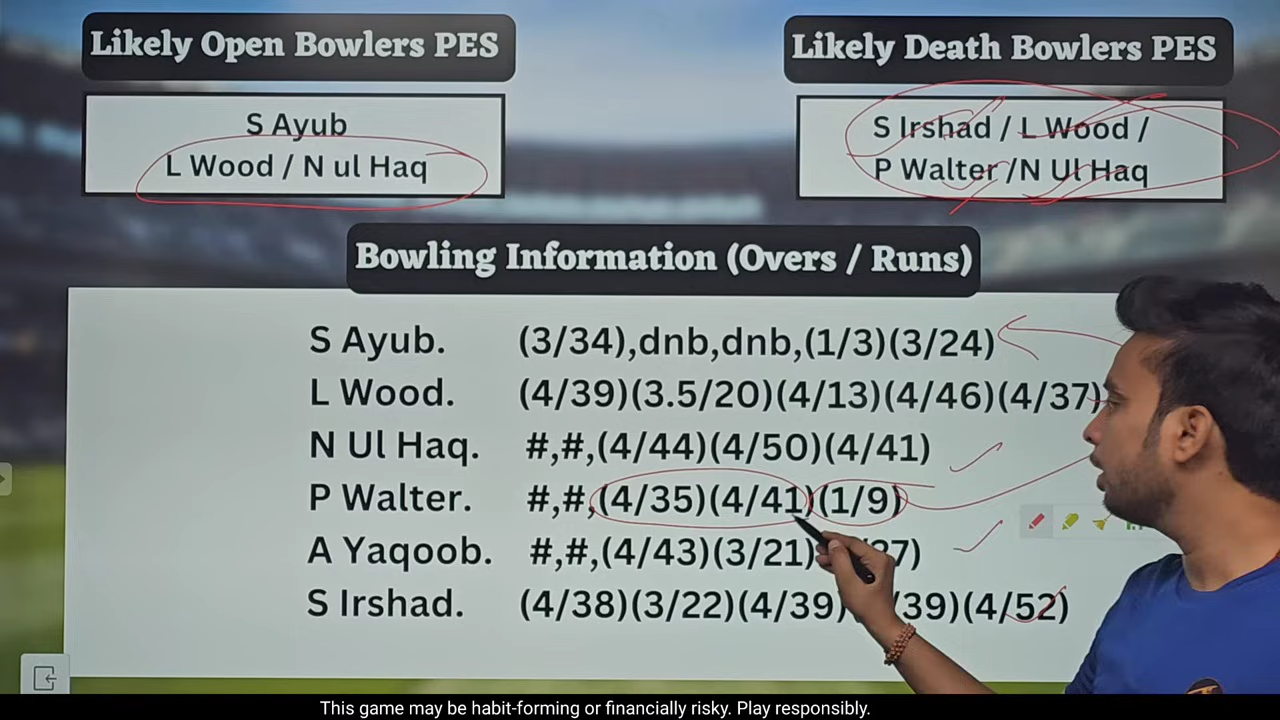 Likely Open Bowlers PES
Likely Death Bowlers PES
S Ayub
L Wood / N ul Haq
S Irshad / L Wood /
P Walter /N Ul Haq
Bowling Information (Overs / Runs)
S Ayub. (3/34),dnb,dnb,(1/3)(3/24)
L Wood. (4/39)(3.5/20)(4/13)(4/46)(4/37)
N Ul Haq. #,#,(4/44)(4/50)(4/41)
P Walter. #,#,(4/35)(4/41)(1/9)
A Yaqoob. #,#,(4/43)(3/21)
S Irshad. (4/38)(3/22)(4/39) /39)(4/52)
This game may be habit-forming or financially risky. Play responsibly.